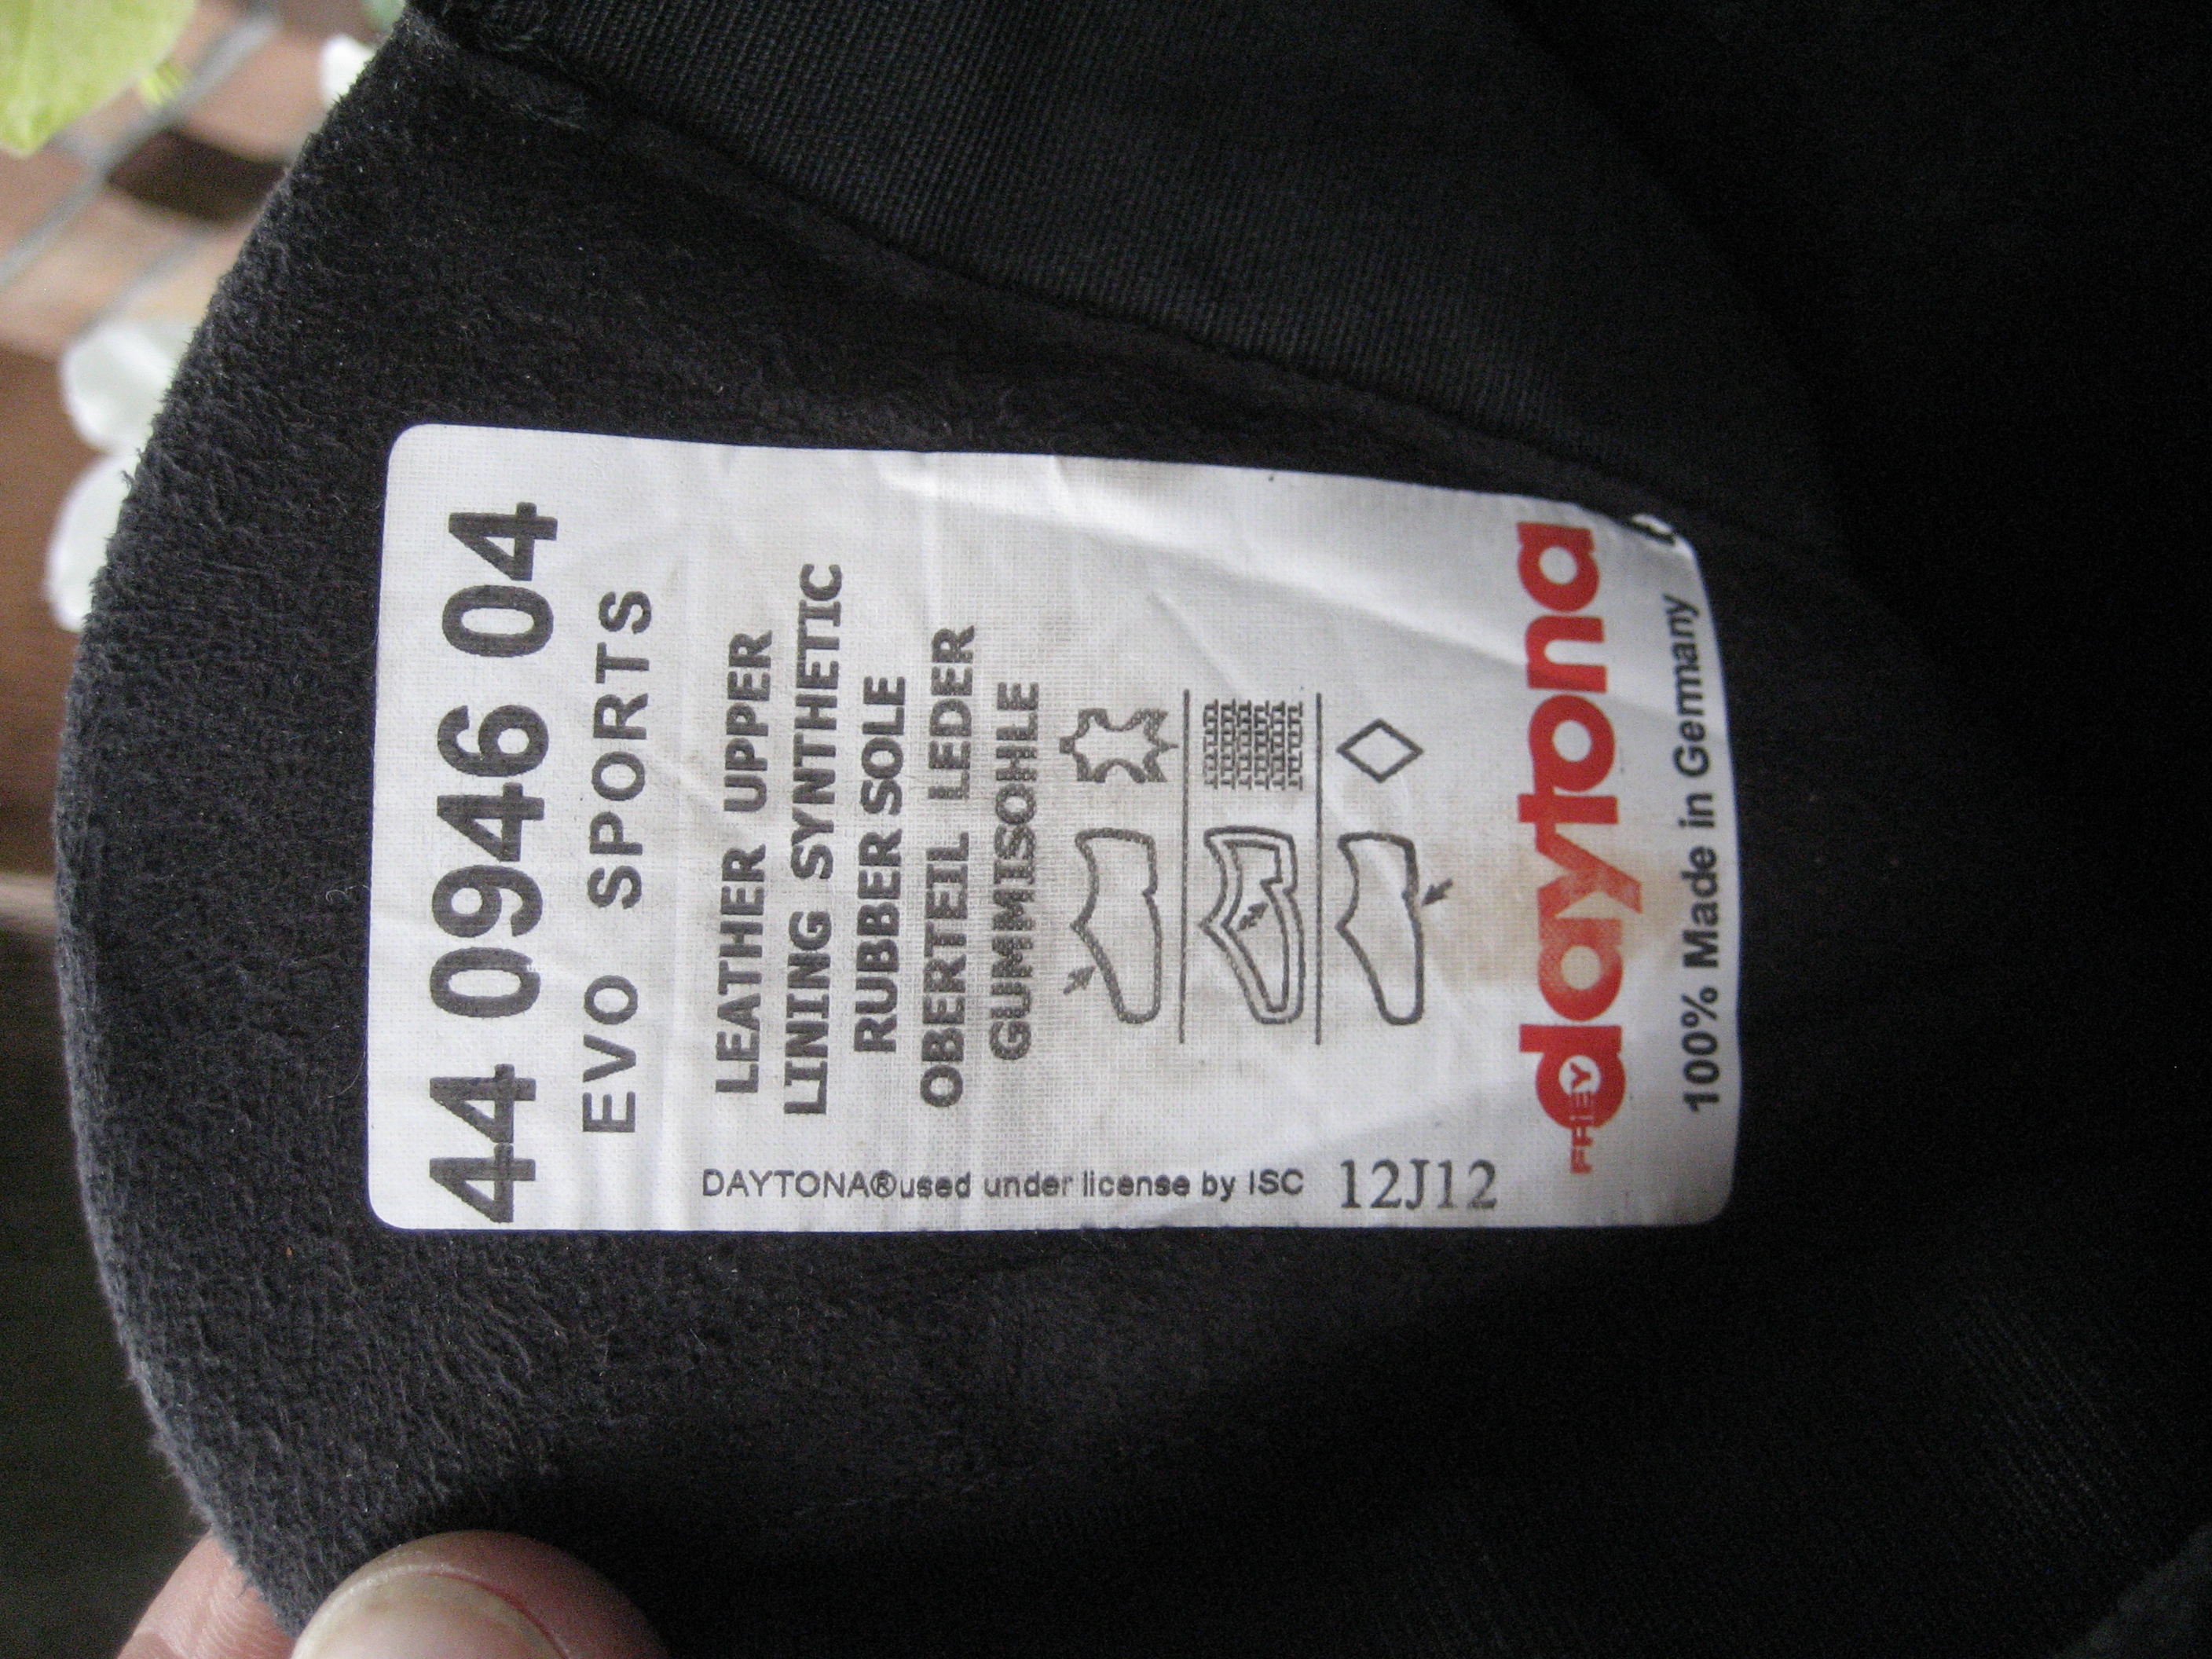 44 0946 04
EVO SPORTS
LEATHER UPPER
LINING SYNTHETIC
RUBBER SOLE
OBERTEIL LEDER
GUMMISOHLE
DAYTONA®used under license by ISC 12J12
FREY daytona
100% Made in Germany